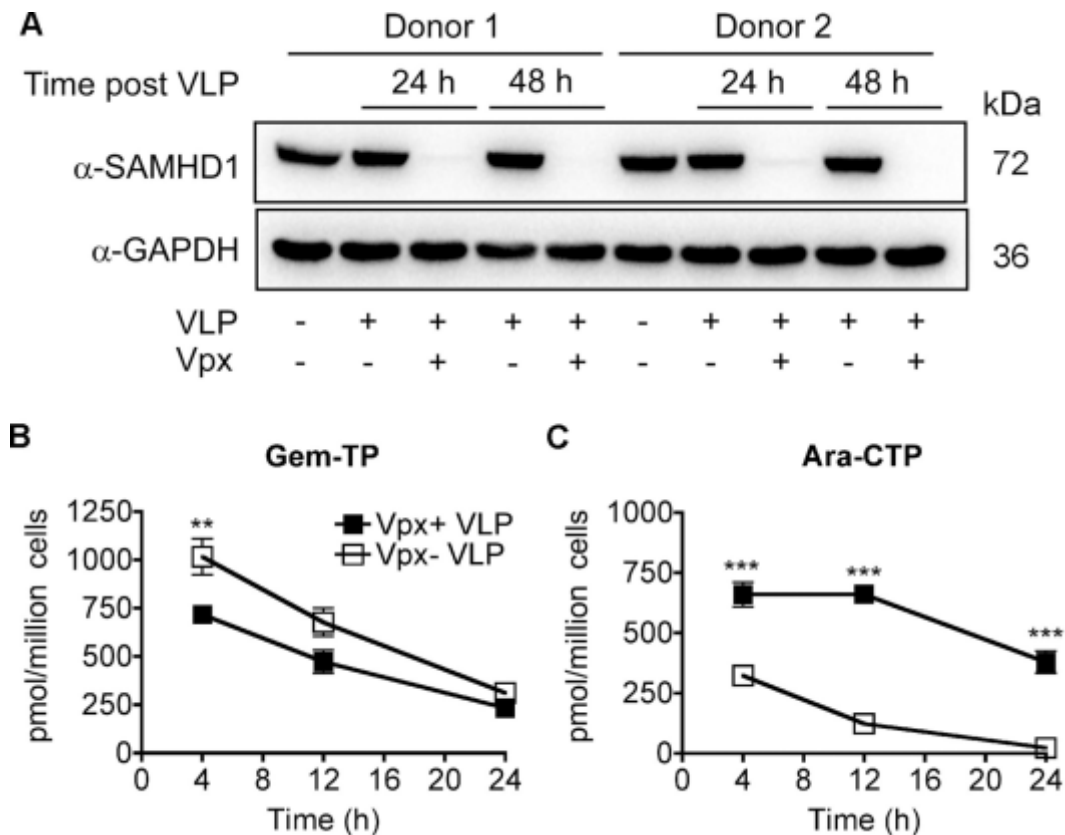 A
Donor 1 Donor 2
Time post VLP 24 h 48 h 24 h 48 h kDa
α-SAMHD1 72
α-GAPDH 36
VLP - + + + + - + + + +
Vpx - - + - + - - + - +
B Gem-TP
1250
1000
750
500
250
0
pmol/million cells
**
Vpx+ VLP
Vpx- VLP
0 4 8 12 16 20 24
Time (h)
C Ara-CTP
1000
750
500
250
0
pmol/million cells
*** *** ***
0 4 8 12 16 20 24
Time (h)